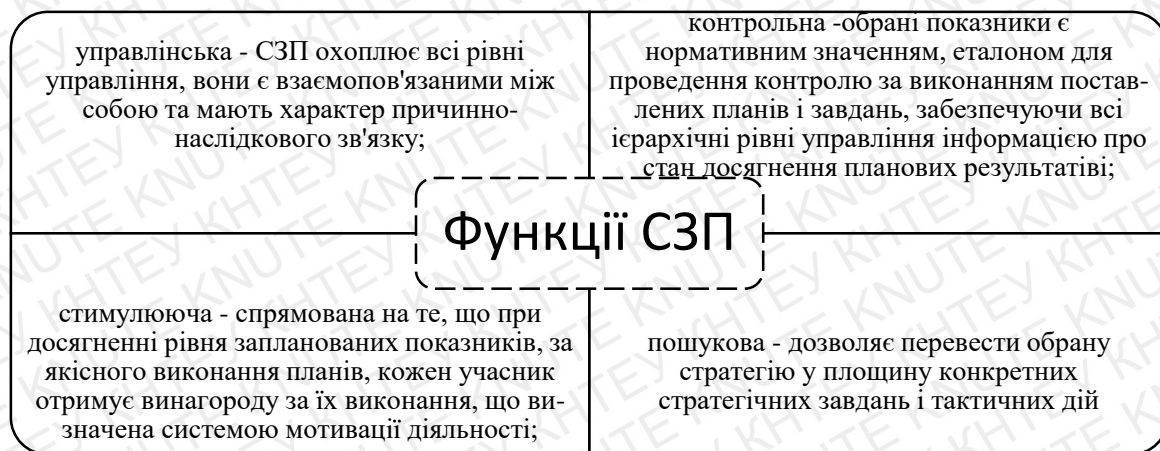 управлінська - СЗП охоплює всі рівні
управління, вони є взаємопов'язаними між
собою та мають характер причинно-
наслідкового зв'язку;
контрольна -обрані показники є
нормативним значенням, еталоном для
проведення контролю за виконанням постав-
лених планів і завдань, забезпечуючи всі
ієрархічні рівні управління інформацією про
стан досягнення планових результатіві;
Функції СЗП
стимулююча - спрямована на те, що при
досягненні рівня запланованих показників, за
якісного виконання планів, кожен учасник
отримує винагороду за їх виконання, що ви-
значена системою мотивації діяльності;
пошукова - дозволяє перевести обрану
стратегію у площину конкретних
стратегічних завдань і тактичних дій